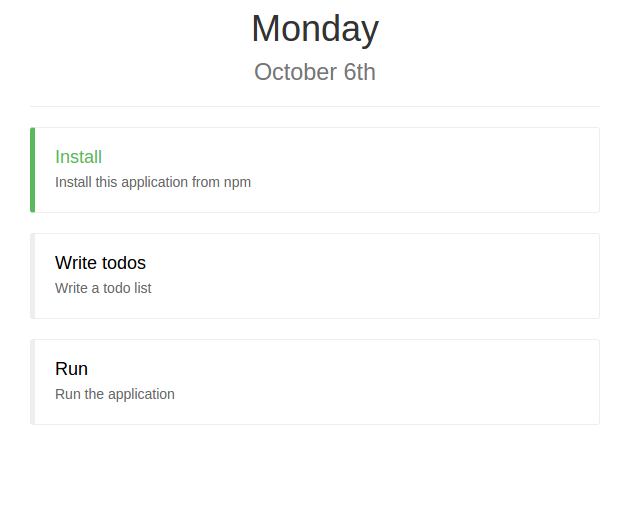 Monday
October 6th
Install
Install this application from npm
Write todos
Write a todo list
Run
Run the application